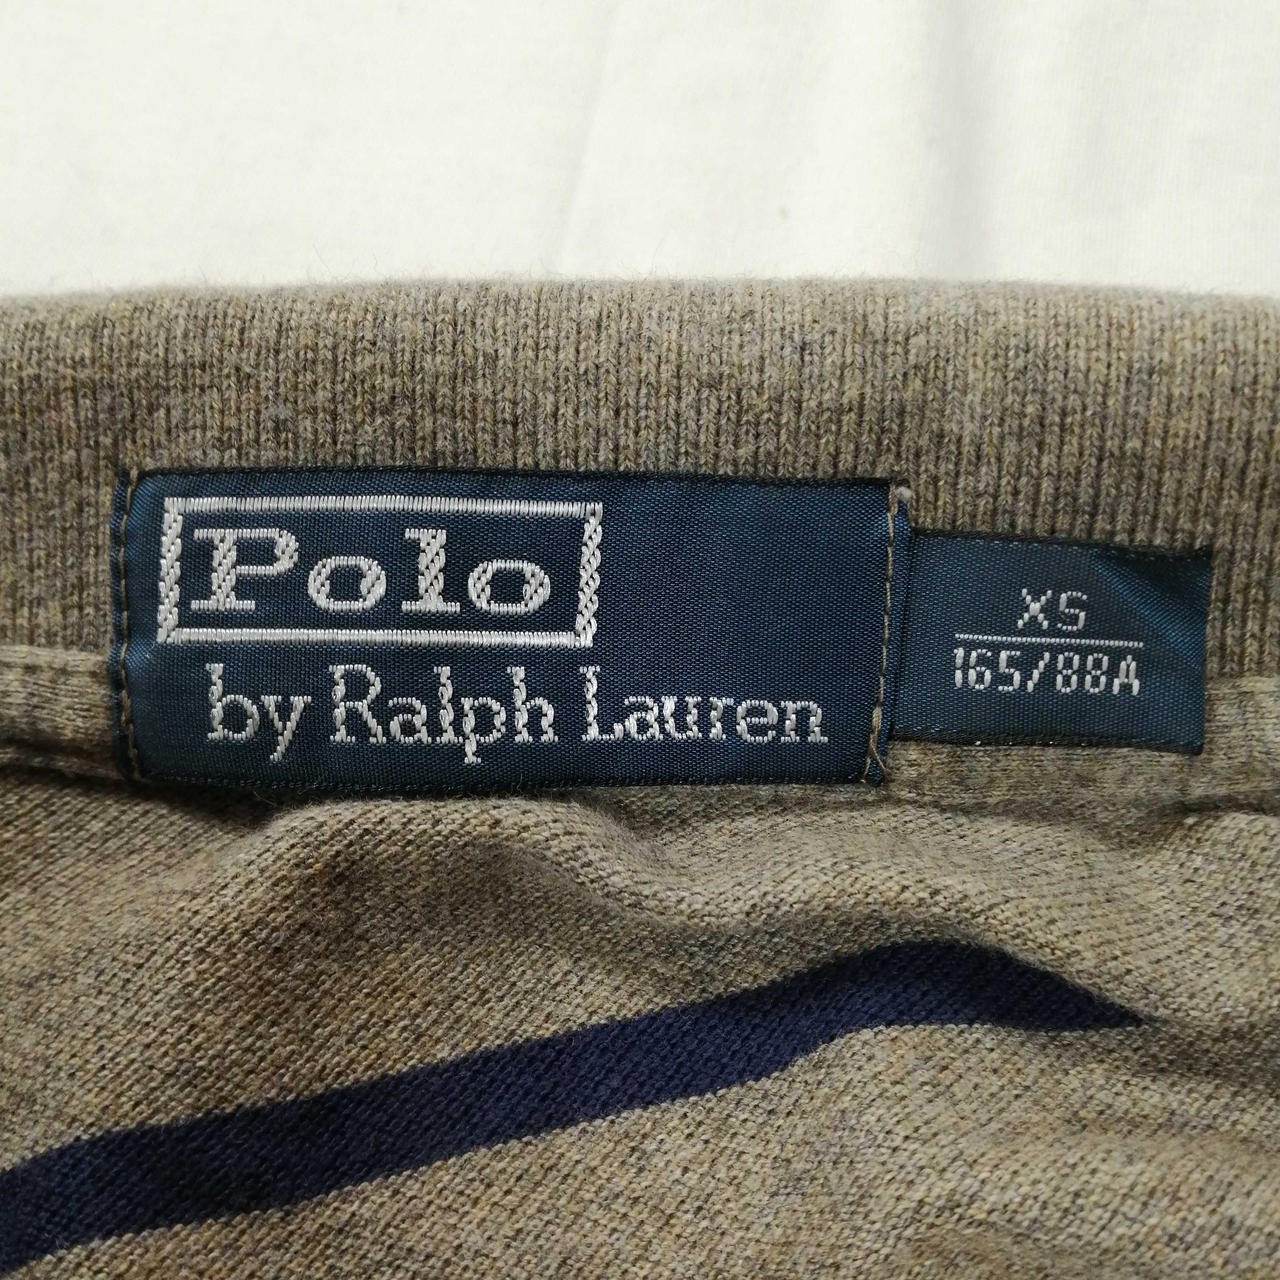 Polo
by Ralph Lauren
XS
165/88A